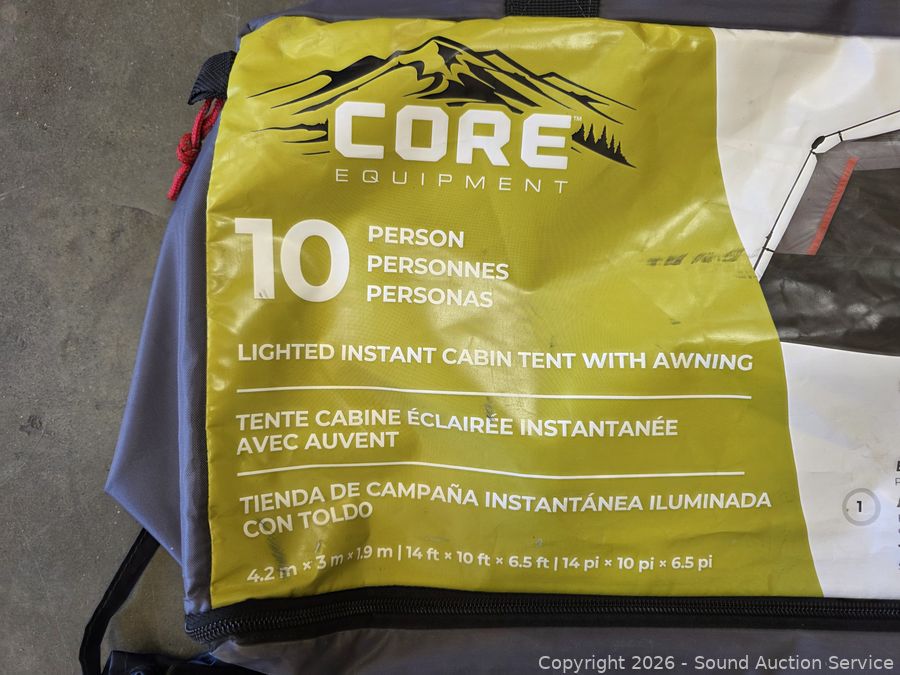 CORE™
EQUIPMENT
10
PERSON
PERSONNES
PERSONAS
LIGHTED INSTANT CABIN TENT WITH AWNING
TENTE CABINE ÉCLAIRÉE INSTANTANÉE
AVEC AUVENT
TIENDA DE CAMPAÑA INSTANTÁNEA ILUMINADA
CON TOLDO
4.2 m × 3 m × 1.9 m | 14 ft × 10 ft × 6.5 ft | 14 pi × 10 pi × 6.5 pi
1
Copyright 2026 - Sound Auction Service